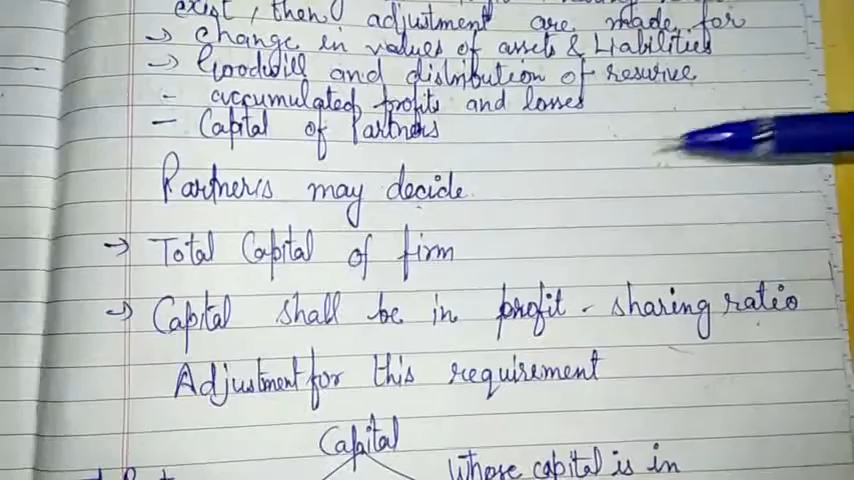 exist, then adjustment are made for
→ change in values of assets & Liabilities
→ Goodwill and distribution of reserve
- accumulated profits and losses
- Capital of Partners
Partners may decide
→ Total Capital of firm
→ Capital shall be in profit - sharing ratio
Adjustment for this requirement
Capital
Whose capital is in